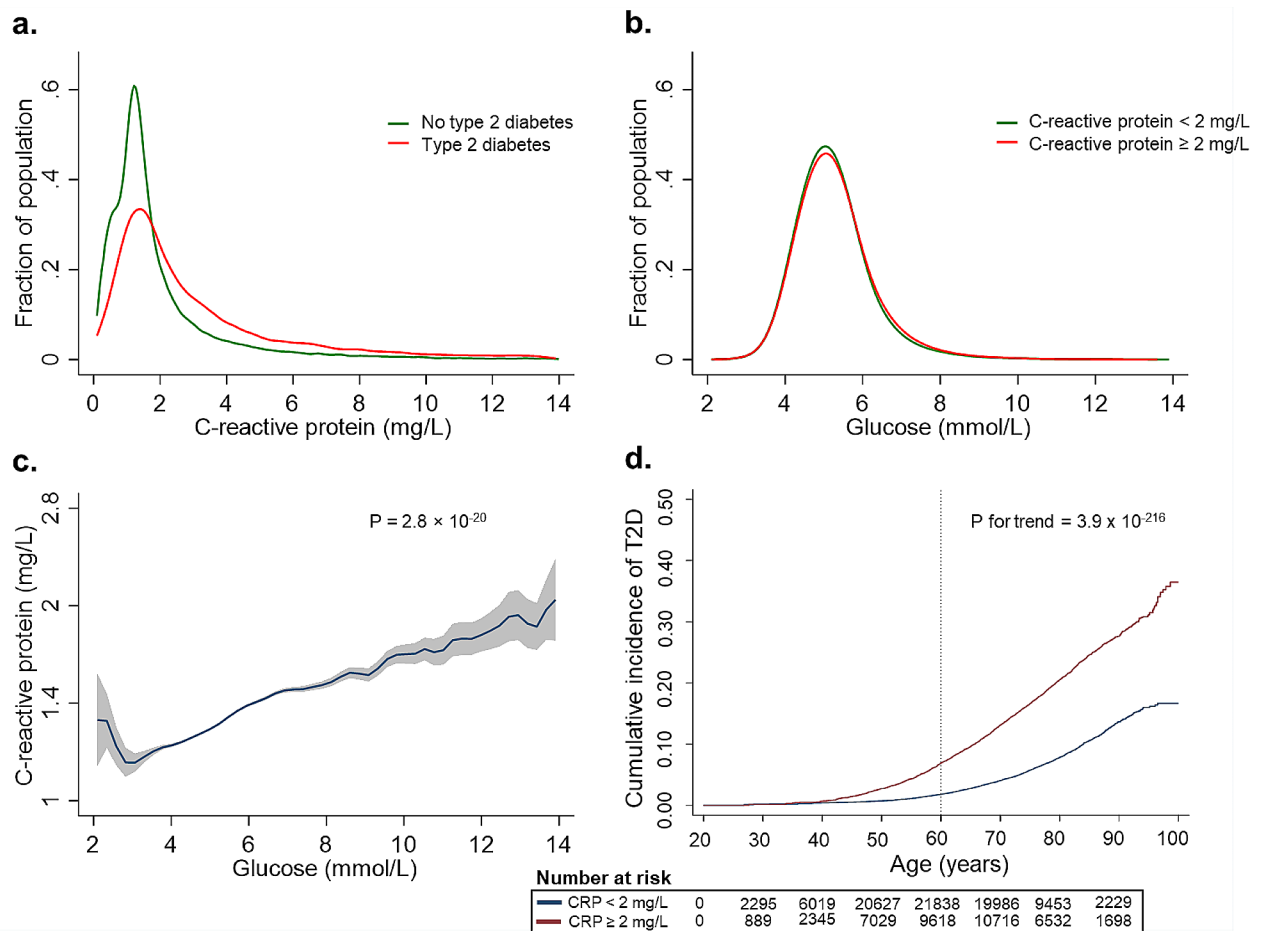 a.
Fraction of population
.6
.4
.2
0
No type 2 diabetes
Type 2 diabetes
0 2 4 6 8 10 12 14
C-reactive protein (mg/L)
b.
Fraction of population
.6
.4
.2
0
C-reactive protein < 2 mg/L
C-reactive protein ≥ 2 mg/L
2 4 6 8 10 12 14
Glucose (mmol/L)
c.
C-reactive protein (mg/L)
2.8
2
1.4
1
P = 2.8 × 10⁻²⁰
2 4 6 8 10 12 14
Glucose (mmol/L)
d.
Cumulative incidence of T2D
0.50
0.40
0.30
0.20
0.10
0.00
P for trend = 3.9 x 10⁻²¹⁶
20 30 40 50 60 70 80 90 100
Age (years)
Number at risk
CRP < 2 mg/L 0 2295 6019 20627 21838 19986 9453 2229
CRP ≥ 2 mg/L 0 889 2345 7029 9618 10716 6532 1698